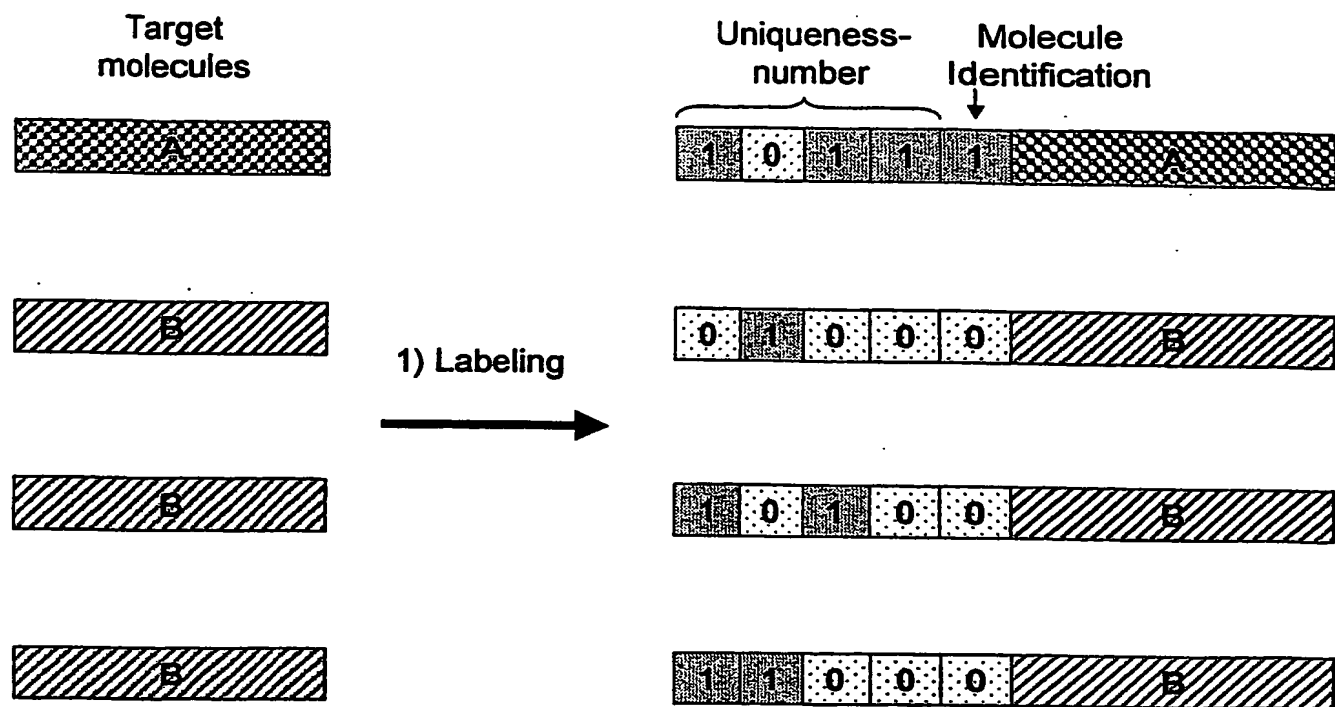 Target
molecules
Uniqueness-
number
Molecule
Identification
A
1 0 1 1 1 A
B
0 1 0 0 0 B
1) Labeling
B
1 0 1 0 0 B
B
1 1 0 0 0 B